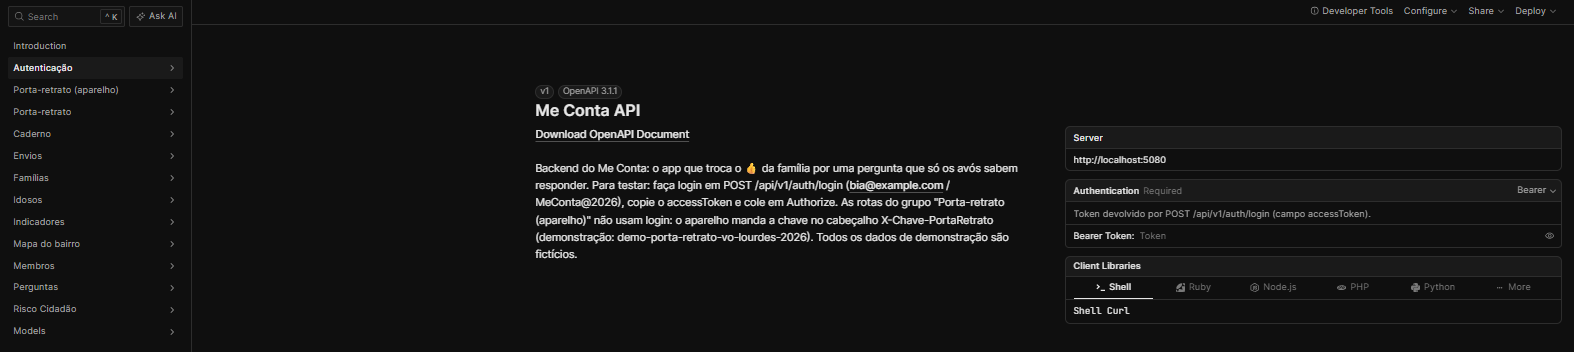 Search
^ K
Ask AI
Developer Tools
Configure
Share
Deploy
Introduction
Autenticação
Porta-retrato (aparelho)
Porta-retrato
Caderno
Envios
Famílias
Idosos
Indicadores
Mapa do bairro
Membros
Perguntas
Risco Cidadão
Models
v1
OpenAPI 3.1.1
Me Conta API
Download OpenAPI Document
Backend do Me Conta: o app que troca o 👍 da família por uma pergunta que só os avós sabem
responder. Para testar: faça login em POST /api/v1/auth/login (bia@example.com /
MeConta@2026), copie o accessToken e cole em Authorize. As rotas do grupo "Porta-retrato
(aparelho)" não usam login: o aparelho manda a chave no cabeçalho X-Chave-PortaRetrato
(demonstração: demo-porta-retrato-vo-lourdes-2026). Todos os dados de demonstração são
fictícios.
Server
http://localhost:5080
Authentication Required
Bearer
Token devolvido por POST /api/v1/auth/login (campo accessToken).
Bearer Token: Token
Client Libraries
Shell
Ruby
Node.js
PHP
Python
More
Shell Curl